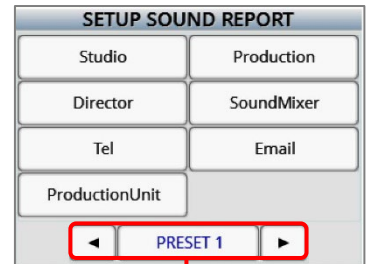 SETUP SOUND REPORT
Studio Production
Director SoundMixer
Tel Email
ProductionUnit
◄ PRESET 1 ►